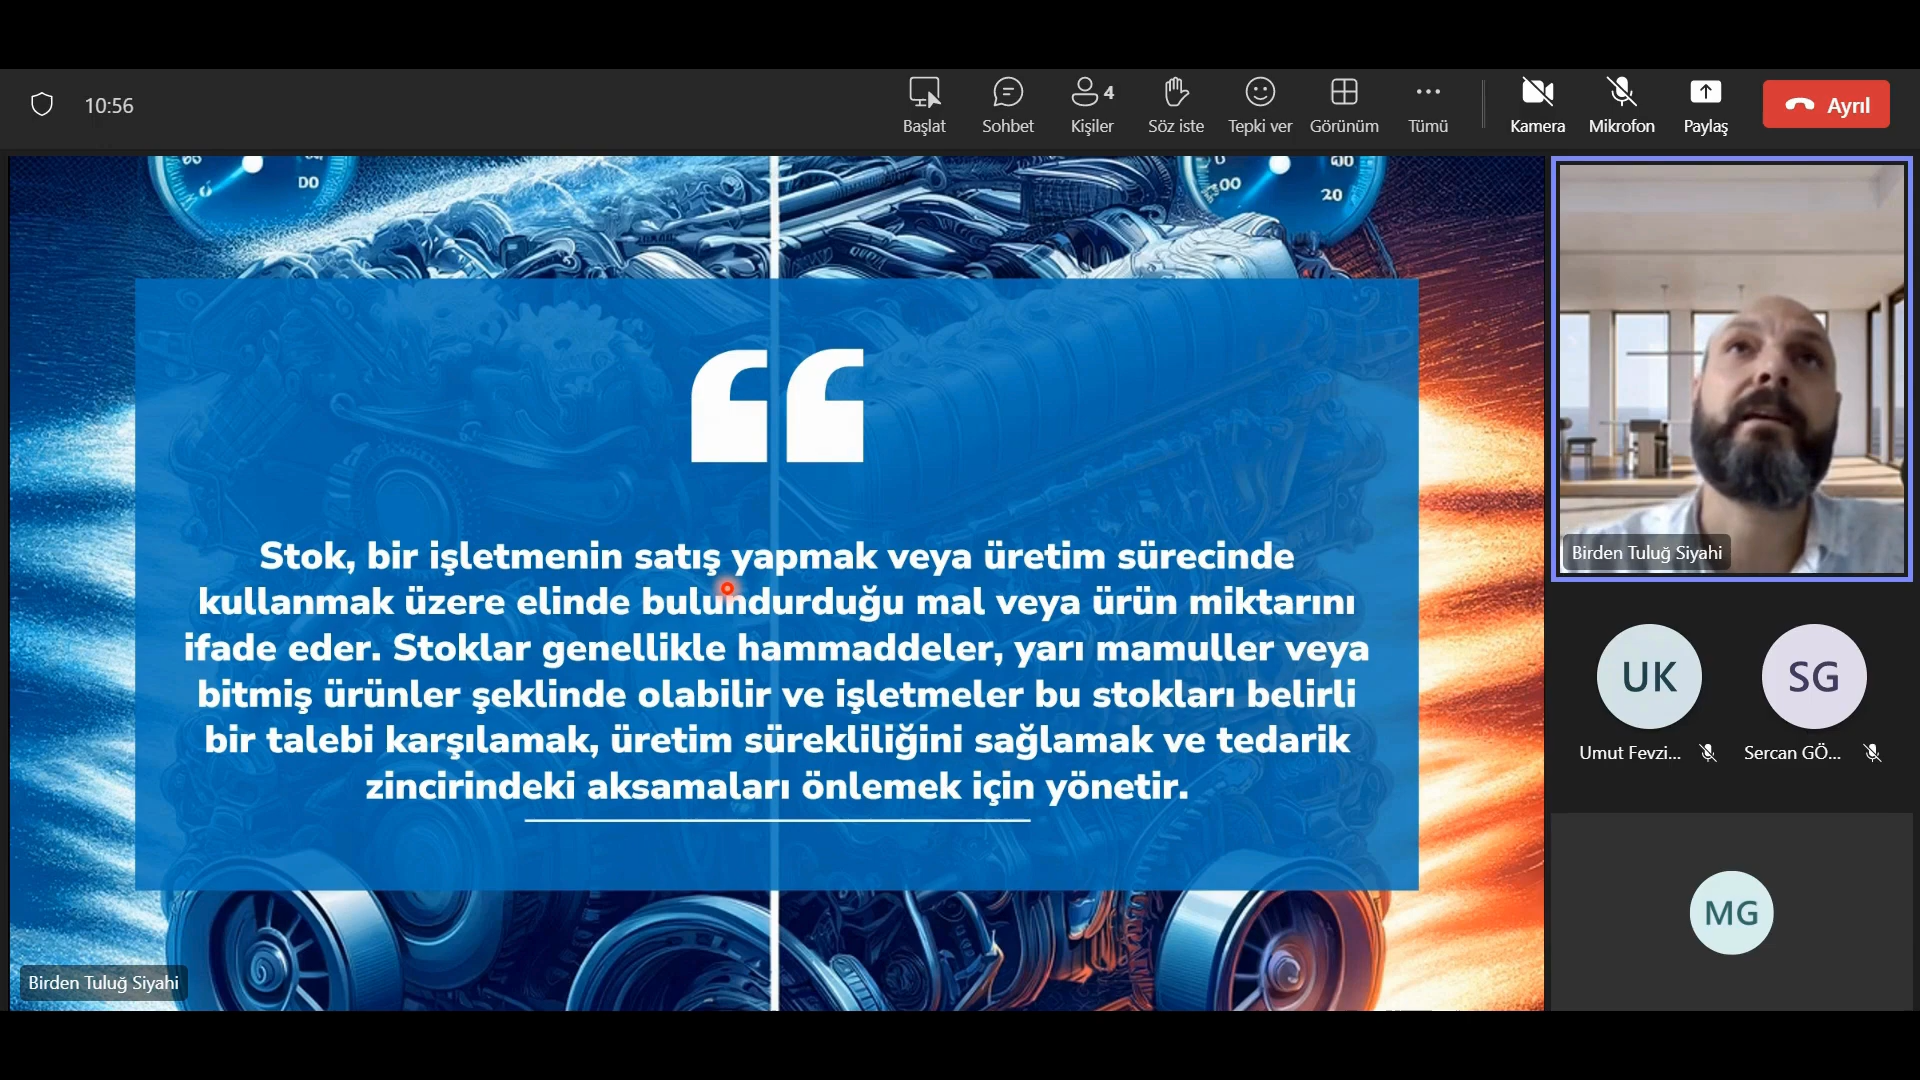 10:56
Başlat
Sohbet
4
Kişiler
Söz iste
Tepki ver
Görünüm
Tümü
Kamera
Mikrofon
Paylaş
Ayrıl
DO
20
Stok, bir işletmenin satış yapmak veya üretim sürecinde
kullanmak üzere elinde bulundurduğu mal veya ürün miktarını
ifade eder. Stoklar genellikle hammaddeler, yarı mamuller veya
bitmiş ürünler şeklinde olabilir ve işletmeler bu stokları belirli
bir talebi karşılamak, üretim sürekliliğini sağlamak ve tedarik
zincirindeki aksamaları önlemek için yönetir.
Birden Tuluğ Siyahi
Birden Tuluğ Siyahi
UK
SG
Umut Fevzi...
Sercan GÖ...
MG